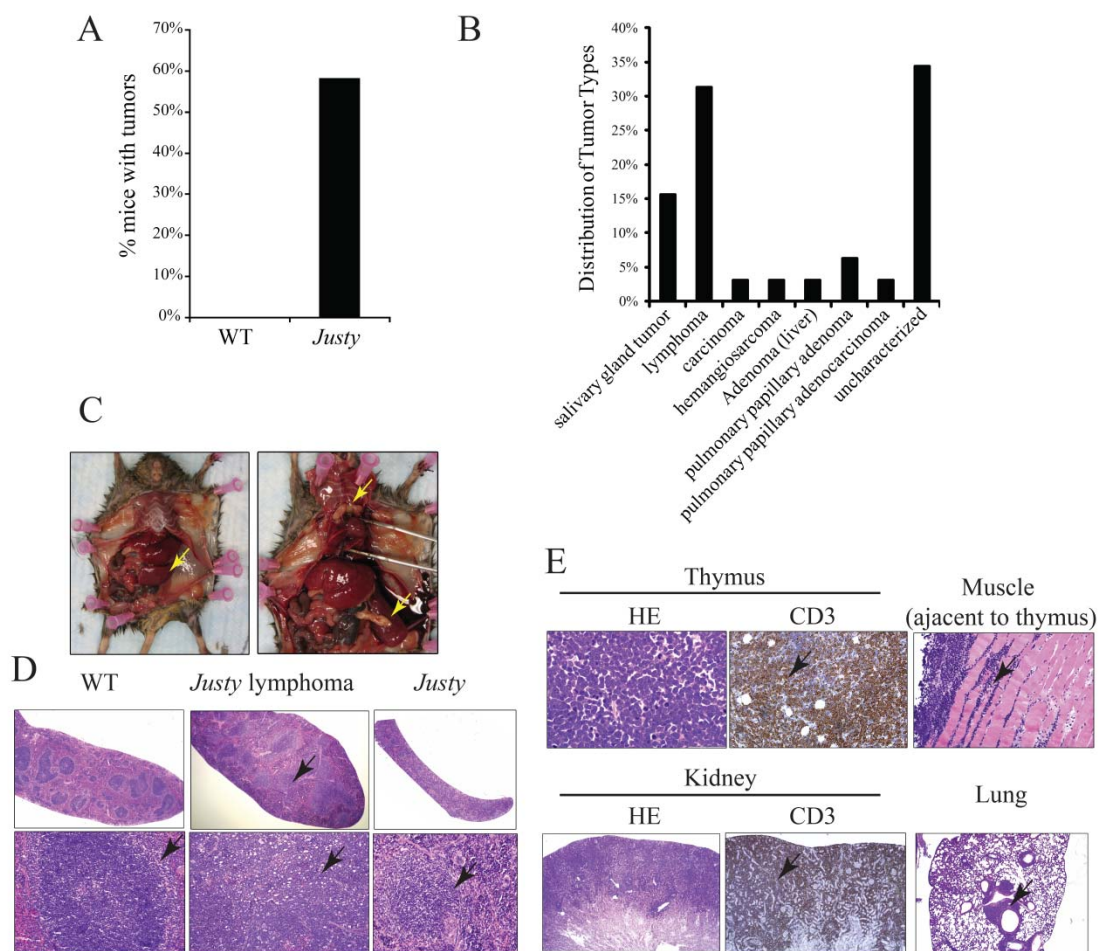 A
% mice with tumors
70%
60%
50%
40%
30%
20%
10%
0%
WT
Justy
B
Distribution of Tumor Types
40%
35%
30%
25%
20%
15%
10%
5%
0%
salivary gland tumor
lymphoma
carcinoma
hemangiosarcoma
Adenoma (liver)
pulmonary papillary adenoma
pulmonary papillary adenocarcinoma
uncharacterized
C
D
WT
Justy lymphoma
Justy
E
Thymus
HE
CD3
Muscle
(ajacent to thymus)
Kidney
HE
CD3
Lung